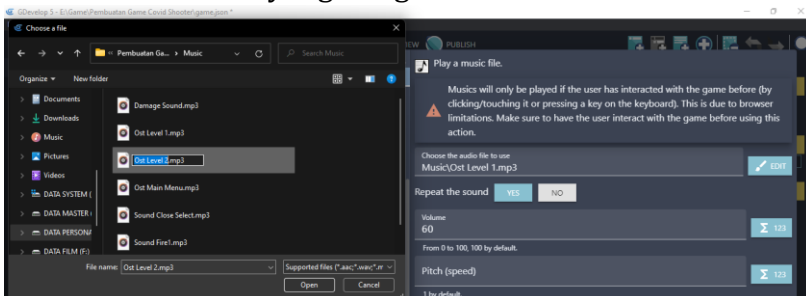 GDevelop 5 - E:\Game\Pembuatan Game Covid Shooter\game.json *
Choose a file
Pembuatan Ga... > Music
Search Music
Organize
New folder
Documents
Downloads
Music
Pictures
Videos
DATA SYSTEM (
DATA MASTER (
DATA PERSONA
DATA FILM (F:)
Damage Sound.mp3
Ost Level 1.mp3
Ost Level 2.mp3
Ost Main Menu.mp3
Sound Close Select.mp3
Sound Fire1.mp3
File name:
Ost Level 2.mp3
Supported files (*.aac;*.wav;*.m
Open
Cancel
EW
PUBLISH
Play a music file.
Musics will only be played if the user has interacted with the game before (by
clicking/touching it or pressing a key on the keyboard). This is due to browser
limitations. Make sure to have the user interact with the game before using this
action.
Choose the audio file to use
Music\Ost Level 1.mp3
EDIT
Repeat the sound
YES
NO
Volume
60
Σ 123
From 0 to 100, 100 by default.
Pitch (speed)
Σ 123
1 by default.